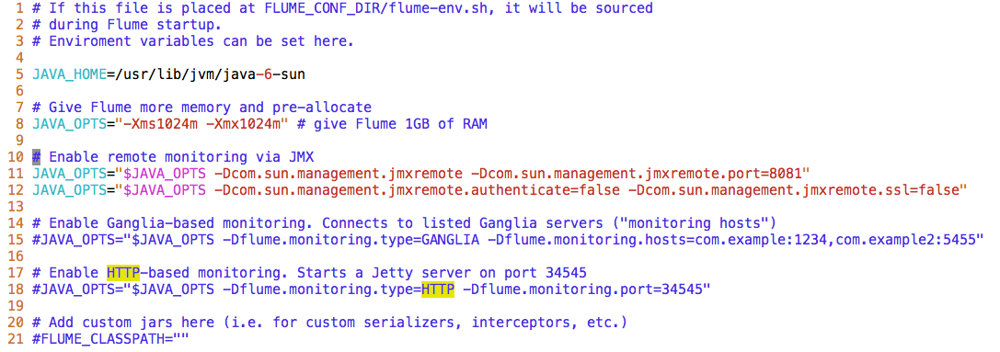 1 # If this file is placed at FLUME_CONF_DIR/flume-env.sh, it will be sourced
2 # during Flume startup.
3 # Enviroment variables can be set here.
4
5 JAVA_HOME=/usr/lib/jvm/java-6-sun
6
7 # Give Flume more memory and pre-allocate
8 JAVA_OPTS="-Xms1024m -Xmx1024m" # give Flume 1GB of RAM
9
10 # Enable remote monitoring via JMX
11 JAVA_OPTS="$JAVA_OPTS -Dcom.sun.management.jmxremote -Dcom.sun.management.jmxremote.port=8081"
12 JAVA_OPTS="$JAVA_OPTS -Dcom.sun.management.jmxremote.authenticate=false -Dcom.sun.management.jmxremote.ssl=false"
13
14 # Enable Ganglia-based monitoring. Connects to listed Ganglia servers ("monitoring hosts")
15 #JAVA_OPTS="$JAVA_OPTS -Dflume.monitoring.type=GANGLIA -Dflume.monitoring.hosts=com.example:1234,com.example2:5455"
16
17 # Enable HTTP-based monitoring. Starts a Jetty server on port 34545
18 #JAVA_OPTS="$JAVA_OPTS -Dflume.monitoring.type=HTTP -Dflume.monitoring.port=34545"
19
20 # Add custom jars here (i.e. for custom serializers, interceptors, etc.)
21 #FLUME_CLASSPATH=""